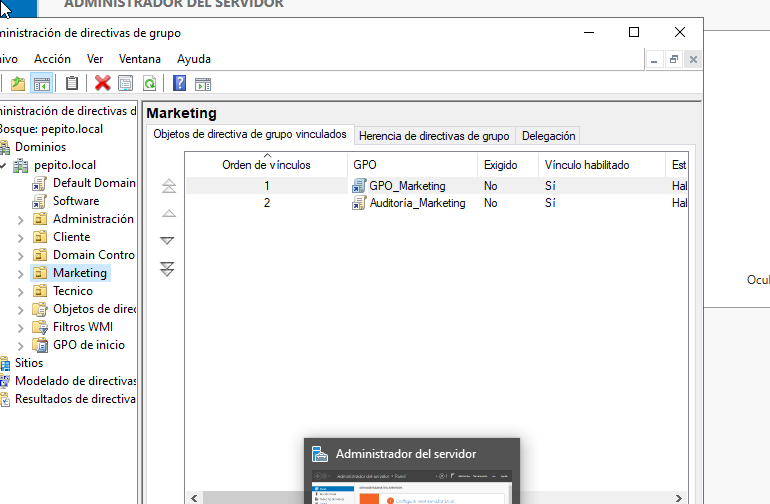 ADMINISTRADOR DEL SERVIDOR
ministración de directivas de grupo
ivo Acción Ver Ventana Ayuda
ministración de directivas d
Bosque: pepito.local
Dominios
pepito.local
Default Domain
Software
Administración
Cliente
Domain Contro
Marketing
Tecnico
Objetos de direc
Filtros WMI
GPO de inicio
Sitios
Modelado de directivas
Resultados de directiva
Marketing
Objetos de directiva de grupo vinculados Herencia de directivas de grupo Delegación
Orden de vínculos GPO Exigido Vínculo habilitado Est
1 GPO_Marketing No Sí Hal
2 Auditoría_Marketing No Sí Hal
Ocul
Administrador del servidor